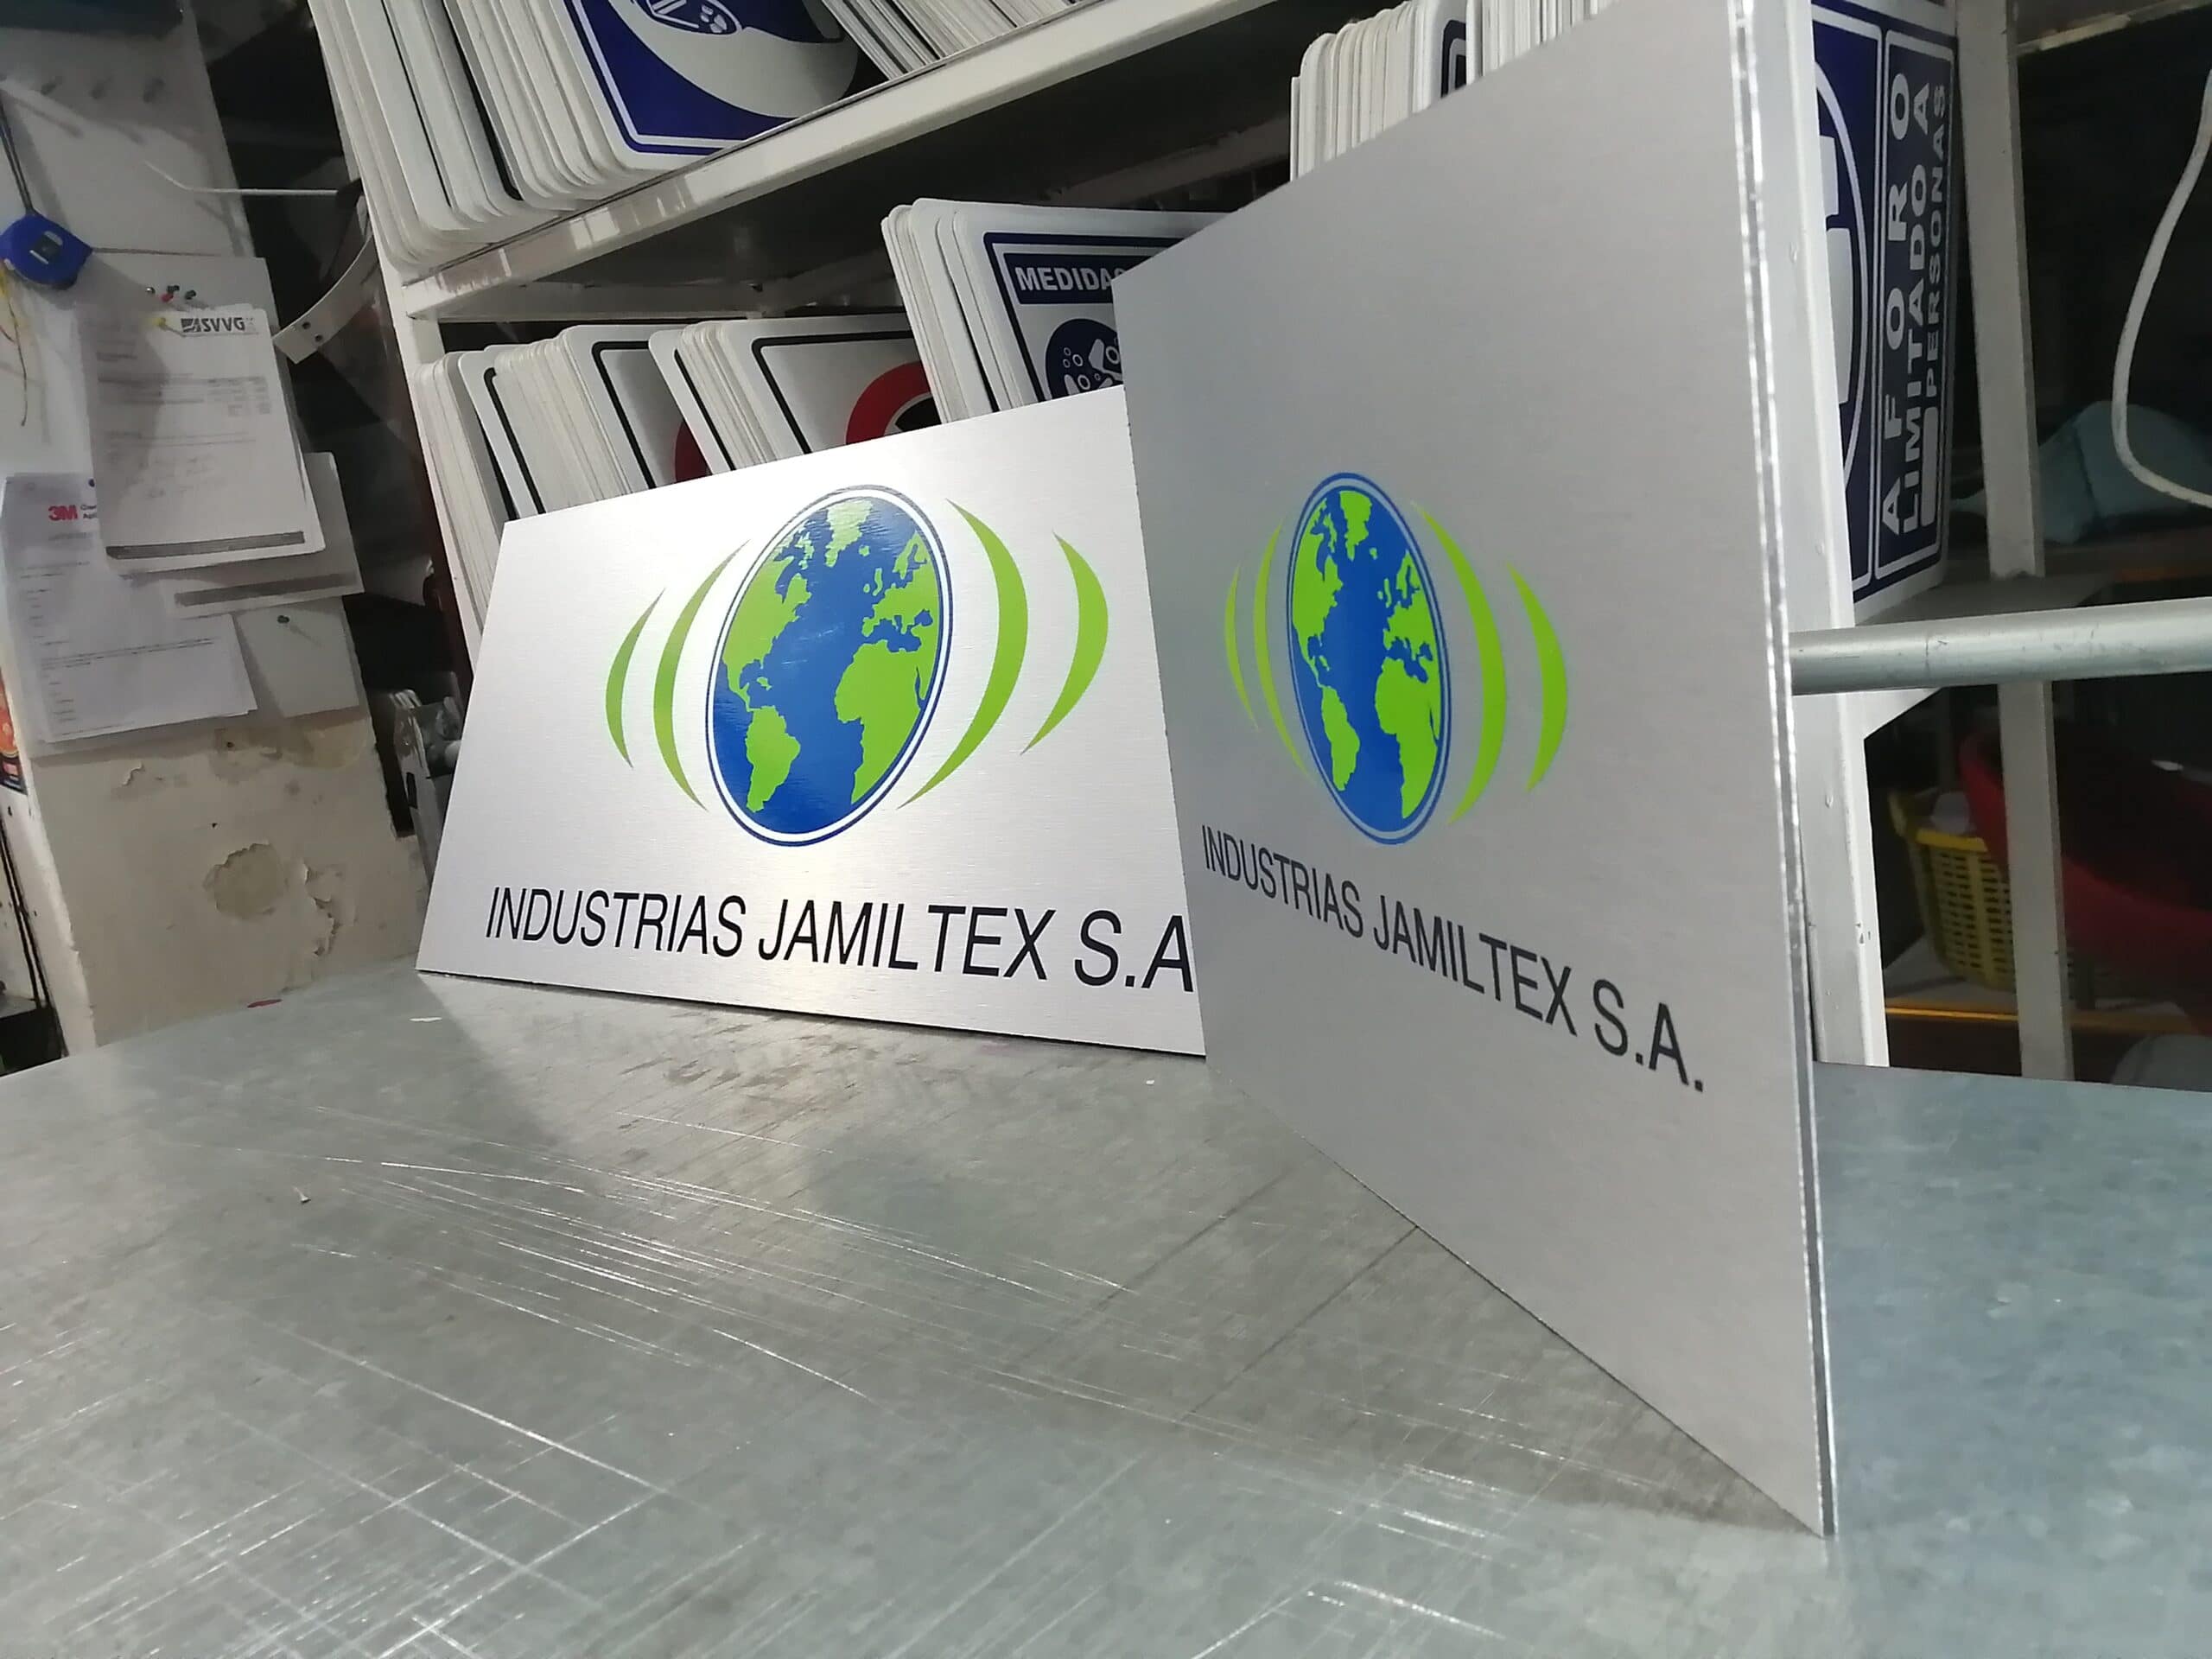 MEDIDAS
AFORO
LIMITADO A
PERSONAS
SVVG
3M
INDUSTRIAS JAMILTEX S.A
INDUSTRIAS JAMILTEX S.A.